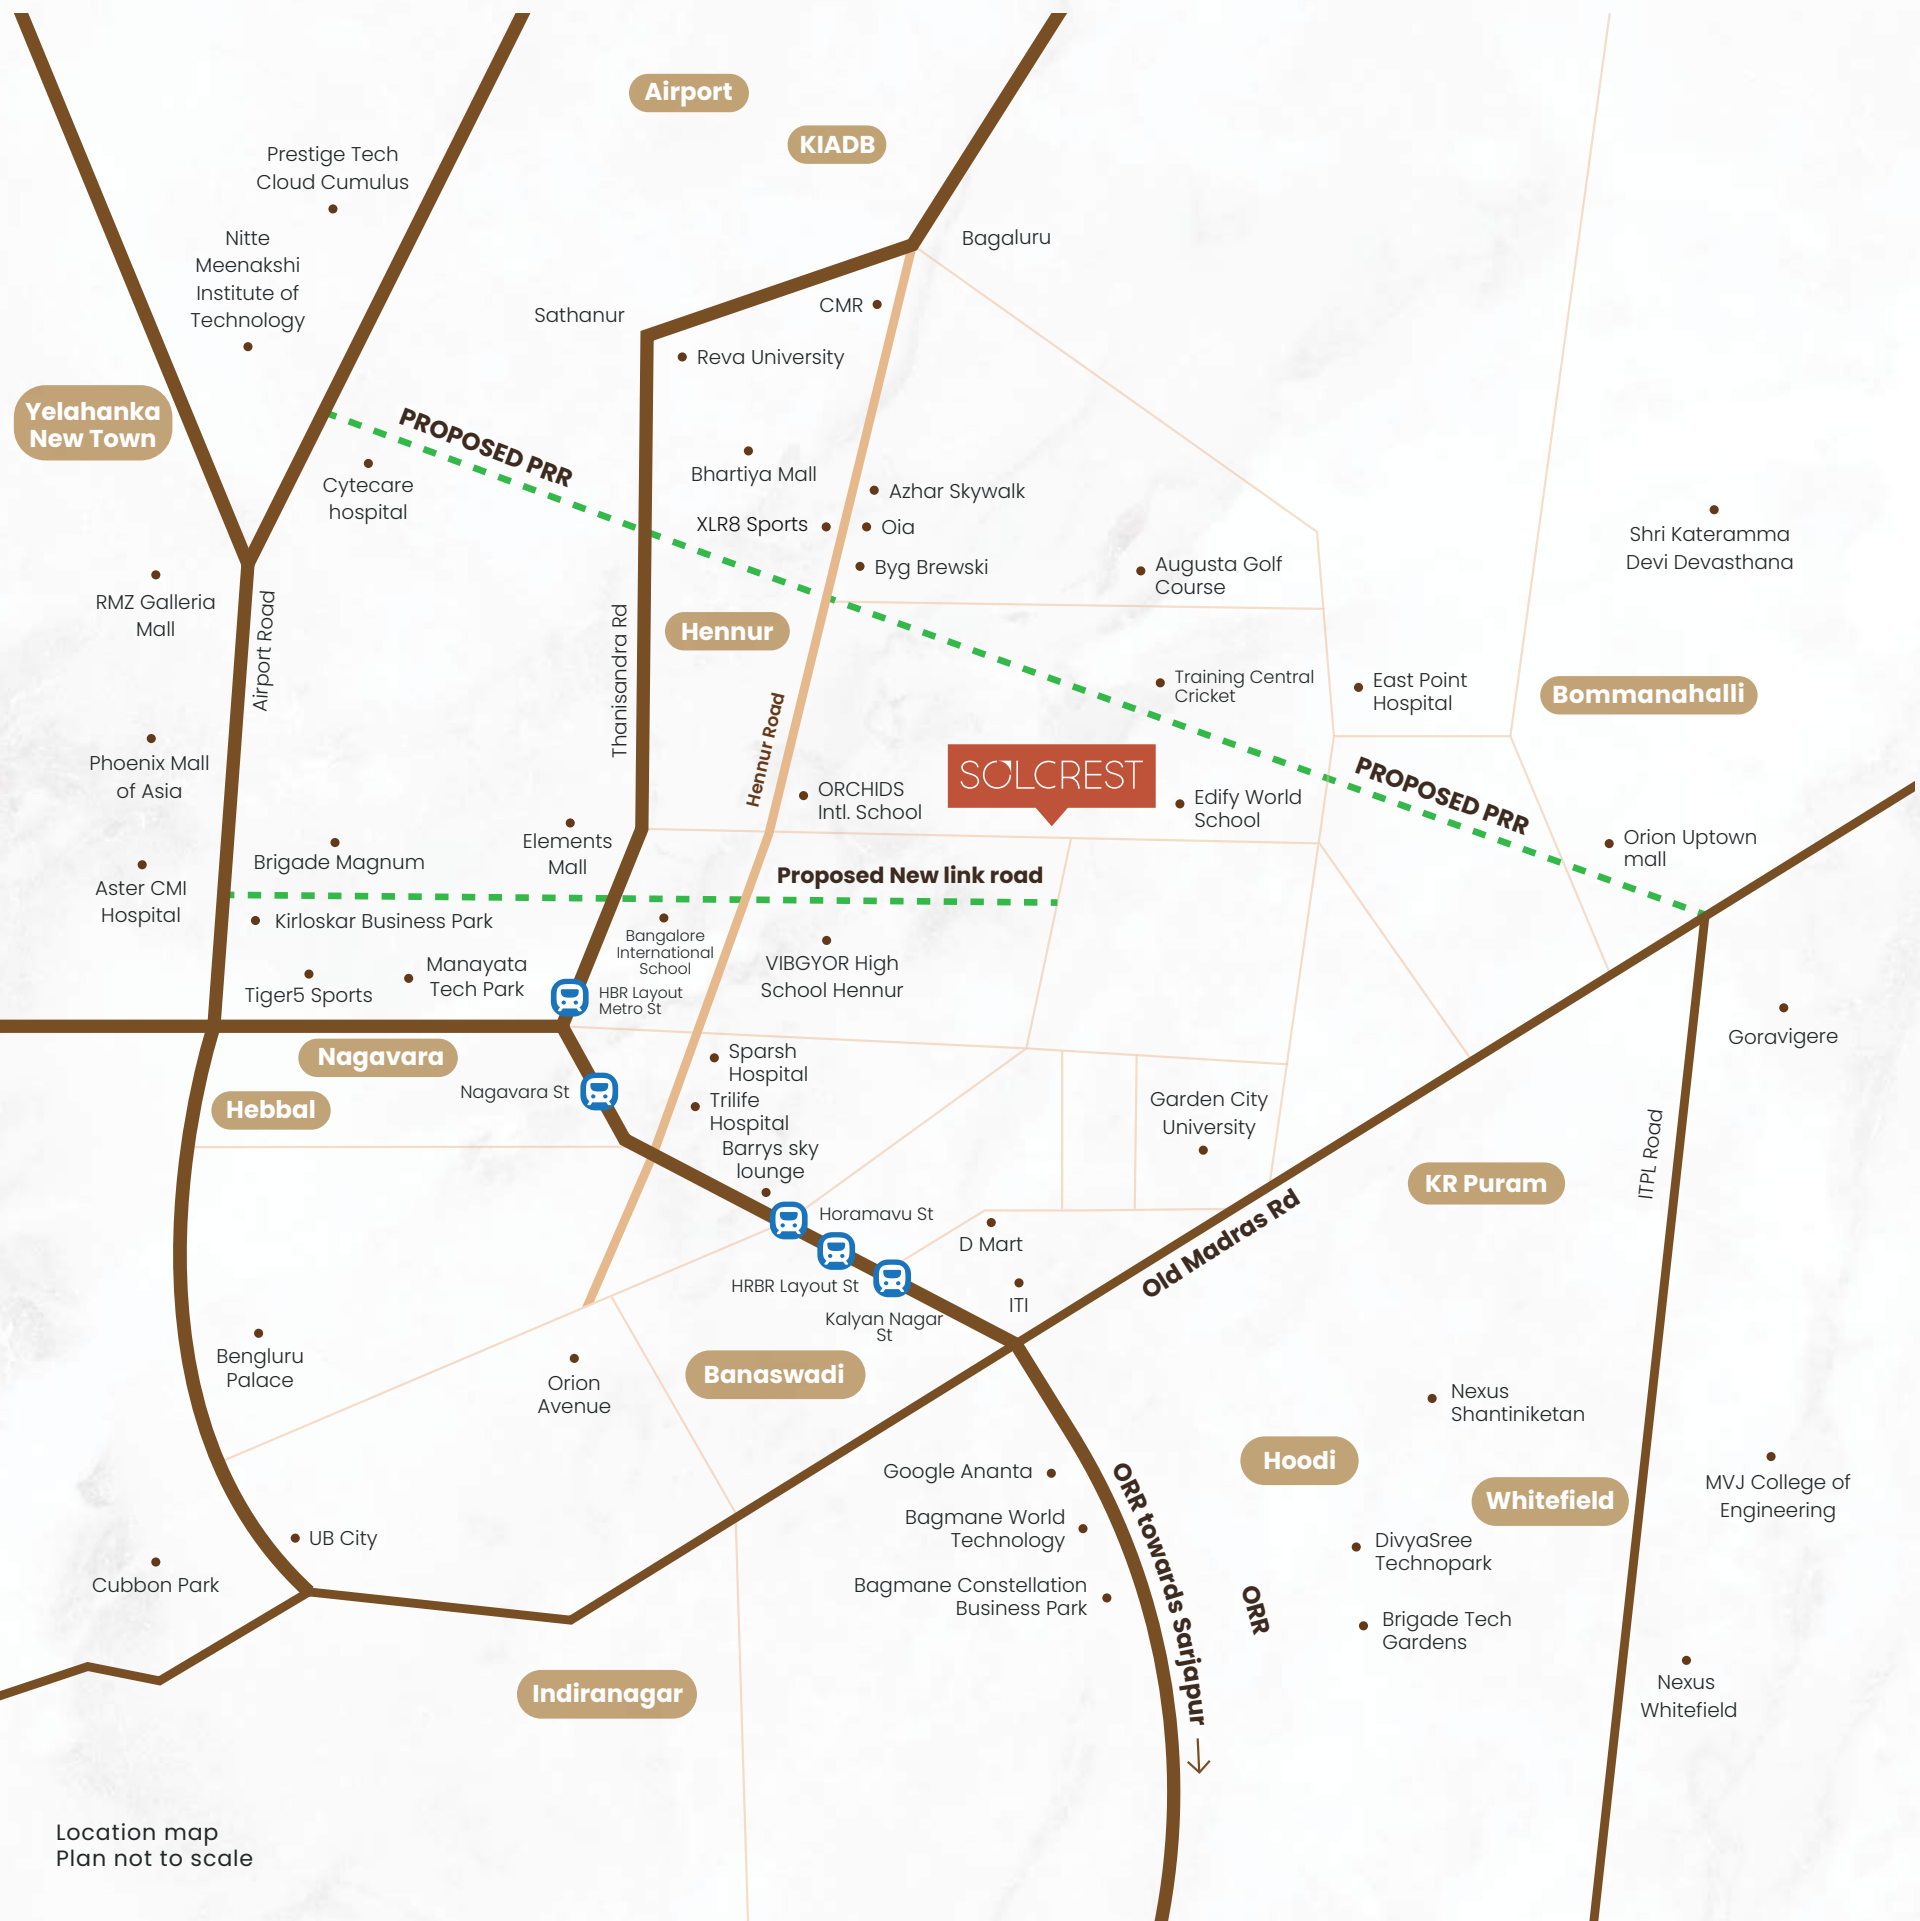 Airport
KIADB
Prestige Tech
Cloud Cumulus
Nitte
Meenakshi
Institute of
Technology
Bagaluru
Sathanur
CMR
Reva University
Yelahanka
New Town
PROPOSED PRR
Cytecare
hospital
Bhartiya Mall
Azhar Skywalk
XLR8 Sports
Oia
Byg Brewski
Augusta Golf
Course
Shri Kateramma
Devi Devasthana
RMZ Galleria
Mall
Airport Road
Thanisandra Rd
Hennur
Hennur Road
Training Central
Cricket
East Point
Hospital
Bommanahalli
Phoenix Mall
of Asia
SOLCREST
ORCHIDS
Intl. School
Edify World
School
PROPOSED PRR
Orion Uptown
mall
Elements
Mall
Brigade Magnum
Aster CMI
Hospital
Proposed New link road
Kirloskar Business Park
Bangalore
International
School
VIBGYOR High
School Hennur
Manayata
Tech Park
Tiger5 Sports
HBR Layout
Metro St
Goravigere
Nagavara
Nagavara St
Hebbal
Sparsh
Hospital
Trilife
Hospital
Barrys sky
lounge
Garden City
University
KR Puram
ITPL Road
Horamavu St
HRBR Layout St
Kalyan Nagar
St
D Mart
ITI
Old Madras Rd
Bengluru
Palace
Orion
Avenue
Banaswadi
Nexus
Shantiniketan
Google Ananta
Hoodi
Whitefield
MVJ College of
Engineering
Bagmane World
Technology
ORR towards Sarjapur
UB City
Cubbon Park
DivyaSree
Technopark
Bagmane Constellation
Business Park
ORR
Brigade Tech
Gardens
Indiranagar
Nexus
Whitefield
Location map
Plan not to scale